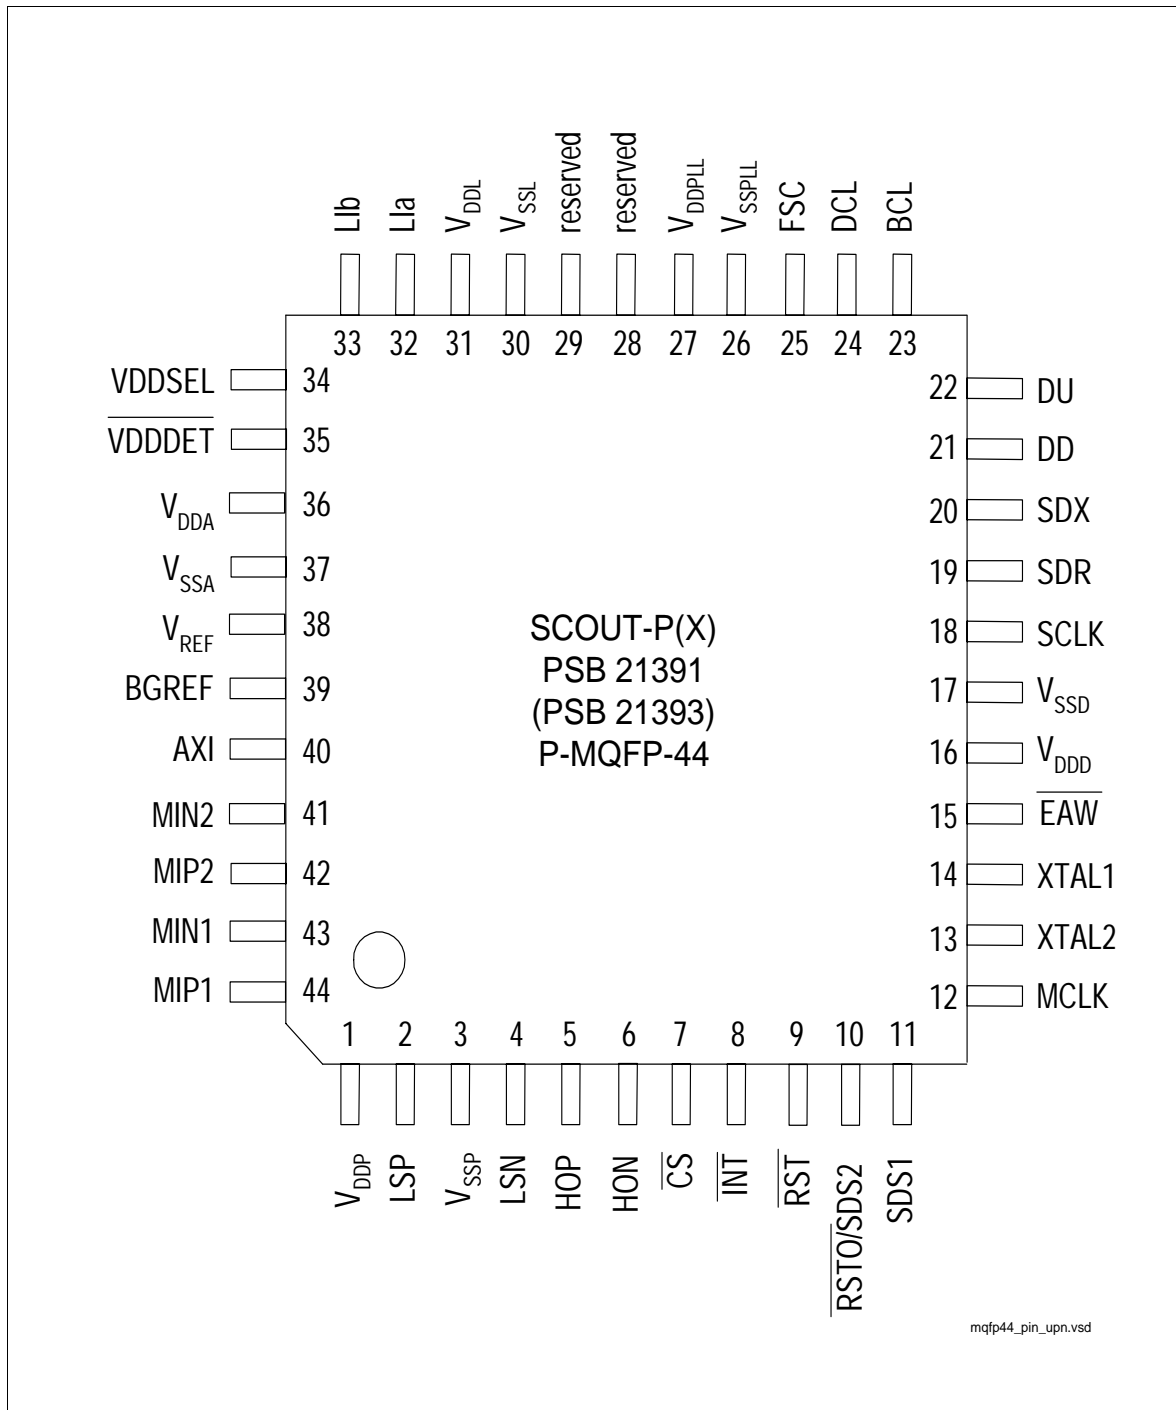 LIb LIa VDDL VSSL reserved reserved VDDPLL VSSPLL FSC DCL BCL
33 32 31 30 29 28 27 26 25 24 23
VDDSEL 34
VDDDET 35
VDDA 36
VSSA 37
VREF 38
BGREF 39
AXI 40
MIN2 41
MIP2 42
MIN1 43
MIP1 44
SCOUT-P(X)
PSB 21391
(PSB 21393)
P-MQFP-44
22 DU
21 DD
20 SDX
19 SDR
18 SCLK
17 VSSD
16 VDDD
15 EAW
14 XTAL1
13 XTAL2
12 MCLK
1 2 3 4 5 6 7 8 9 10 11
VDDP LSP VSSP LSN HOP HON CS INT RST RSTO/SDS2 SDS1
mqfp44_pin_upn.vsd